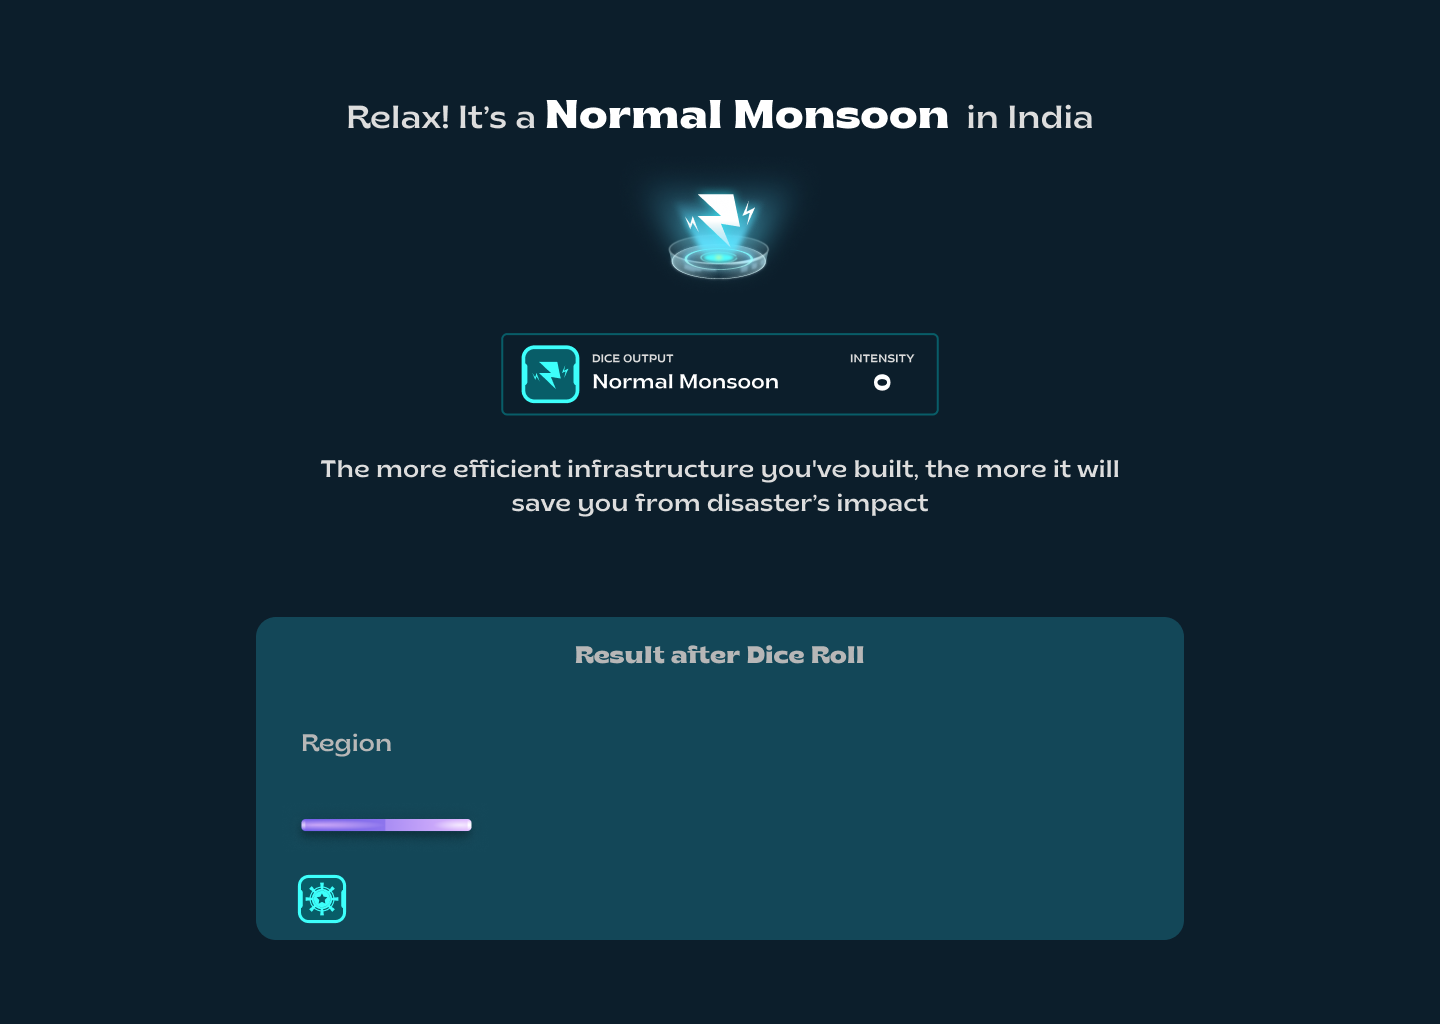 Relax! It’s a Normal Monsoon in India
DICE OUTPUT
Normal Monsoon
INTENSITY
0
The more efficient infrastructure you've built, the more it will
save you from disaster’s impact
Result after Dice Roll
Region